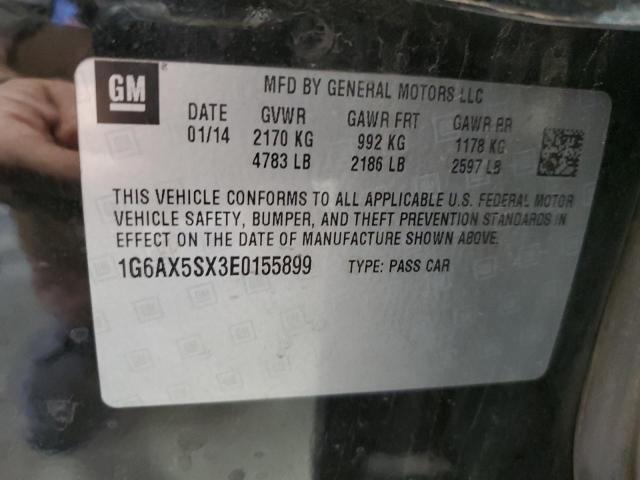 GM
MFD BY GENERAL MOTORS LLC
DATE GVWR GAWR FRT GAWR RR
01/14 2170 KG 992 KG 1178 KG
4783 LB 2186 LB 2597 LB
THIS VEHICLE CONFORMS TO ALL APPLICABLE U.S. FEDERAL MOTOR
VEHICLE SAFETY, BUMPER, AND THEFT PREVENTION STANDARDS IN
EFFECT ON THE DATE OF MANUFACTURE SHOWN ABOVE.
1G6AX5SX3E0155899 TYPE: PASS CAR